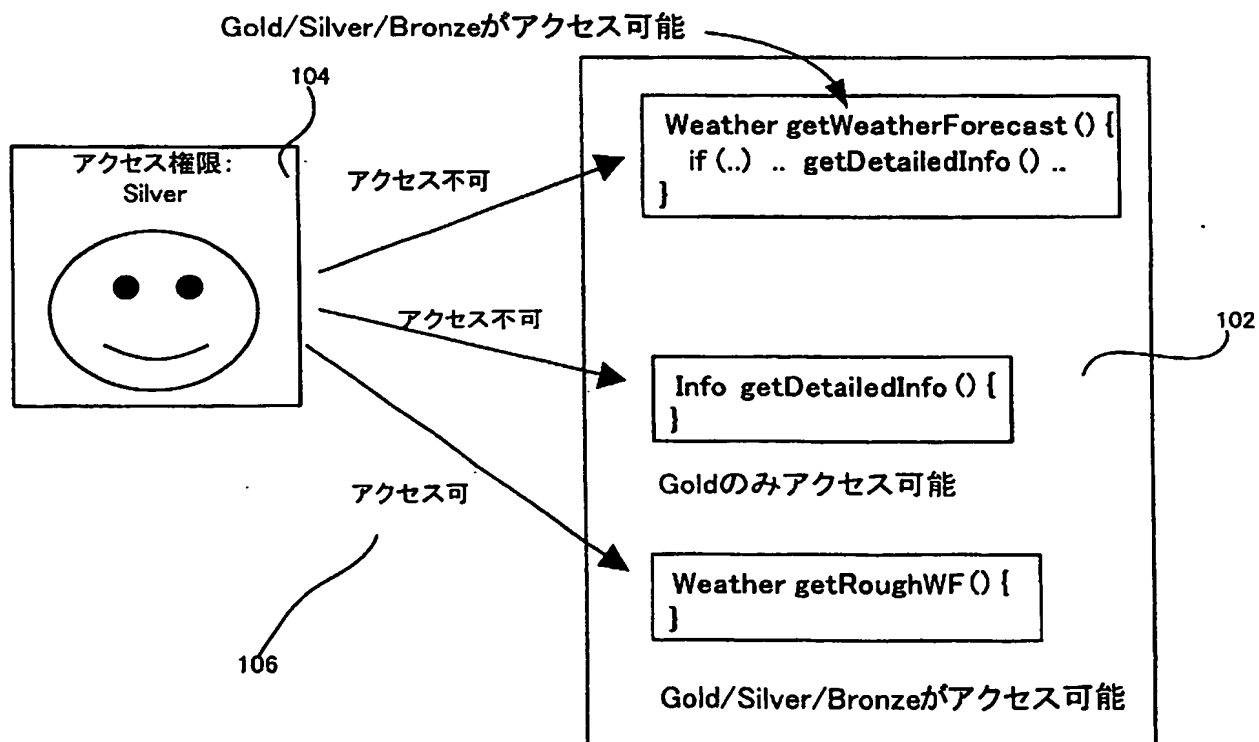 Gold/Silver/Bronzeがアクセス可能
104
アクセス権限:
Silver
アクセス不可
Weather getWeatherForecast () {
if (..) .. getDetailedInfo () ..
}
アクセス不可
102
Info getDetailedInfo () {
}
Goldのみアクセス可能
アクセス可
Weather getRoughWF () {
}
106
Gold/Silver/Bronzeがアクセス可能